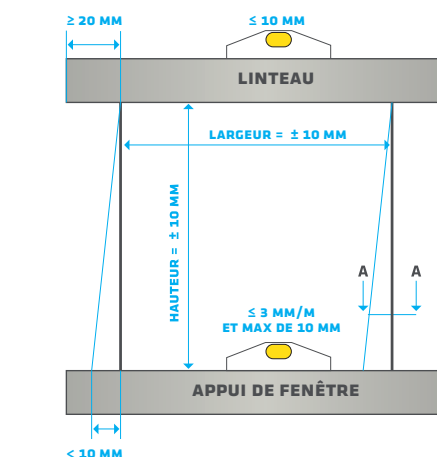 ≥ 20 MM
≤ 10 MM
LINTEAU
LARGEUR = ± 10 MM
HAUTEUR = ± 10 MM
A
A
≤ 3 MM/M
ET MAX DE 10 MM
APPUI DE FENÊTRE
≤ 10 MM